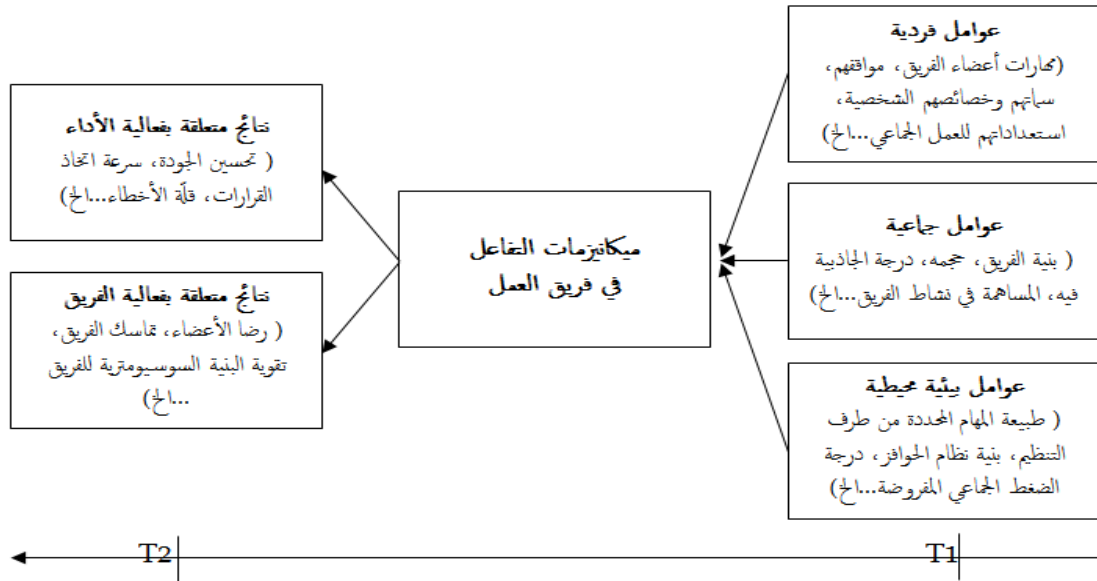 عوامل فردية
(مهارات أعضاء الفريق، مواقفهم،
سماتهم وخصائصهم الشخصية،
استعداداتهم للعمل الجماعي...الخ)
عوامل جماعية
( بنية الفريق، حجمه، درجة الجاذبية
فيه، المساهمة في نشاط الفريق...الخ)
عوامل بيئية محيطية
( طبيعة المهام المحددة من طرف
التنظيم، بنية نظام الحوافز، درجة
الضغط الجماعي المفروضة...الخ)
ميكانيزمات التفاعل
في فريق العمل
نتائج متعلقة بفعالية الأداء
( تحسين الجودة، سرعة اتخاذ
القرارات، قلّة الأخطاء...الخ)
نتائج متعلقة بفعالية الفريق
( رضا الأعضاء، تماسك الفريق،
تقوية البنية السوسيومترية للفريق
...الخ)
T1
T2